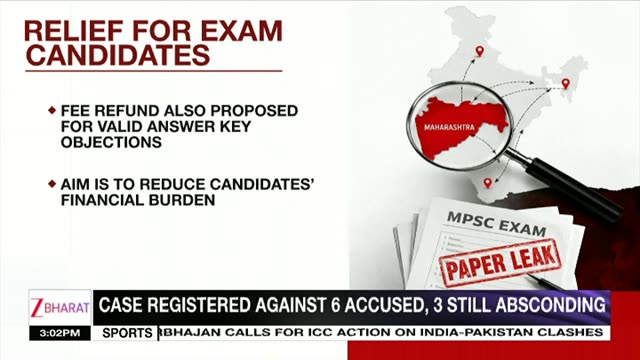 RELIEF FOR EXAM
CANDIDATES
FEE REFUND ALSO PROPOSED
FOR VALID ANSWER KEY
OBJECTIONS
AIM IS TO REDUCE CANDIDATES'
FINANCIAL BURDEN
MAHARASHTRA
MPSC EXAM
PAPER LEAK
Z BHARAT
CASE REGISTERED AGAINST 6 ACCUSED, 3 STILL ABSCONDING
3:02PM
SPORTS
RBHAJAN CALLS FOR ICC ACTION ON INDIA-PAKISTAN CLASHES